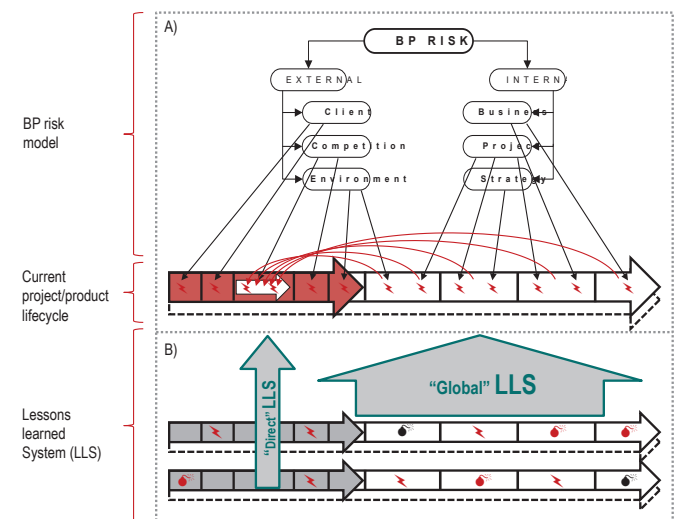 A)
BP RISK
EXTERNAL
INTERN
Client
Business
BP risk
model
Competition
Projec
Environment
Strategy
Current
project/product
lifecycle
B)
"Global" LLS
"Direct" LLS
Lessons
learned
System (LLS)